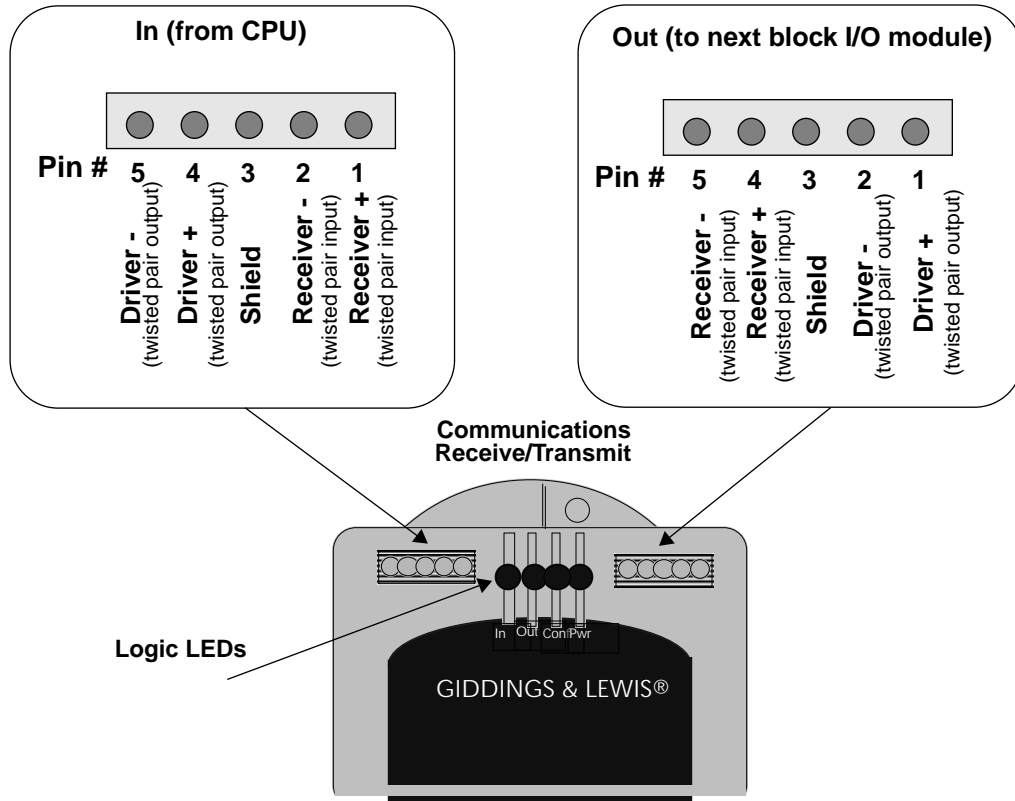 In (from CPU)
Pin # 5 4 3 2 1
Driver -
(twisted pair output)
Driver +
(twisted pair output)
Shield
Receiver -
(twisted pair input)
Receiver +
(twisted pair input)
Out (to next block I/O module)
Pin # 5 4 3 2 1
Receiver -
(twisted pair input)
Receiver +
(twisted pair input)
Shield
Driver -
(twisted pair output)
Driver +
(twisted pair output)
Communications
Receive/Transmit
Logic LEDs
In Out Conf Pwr
GIDDINGS & LEWIS®